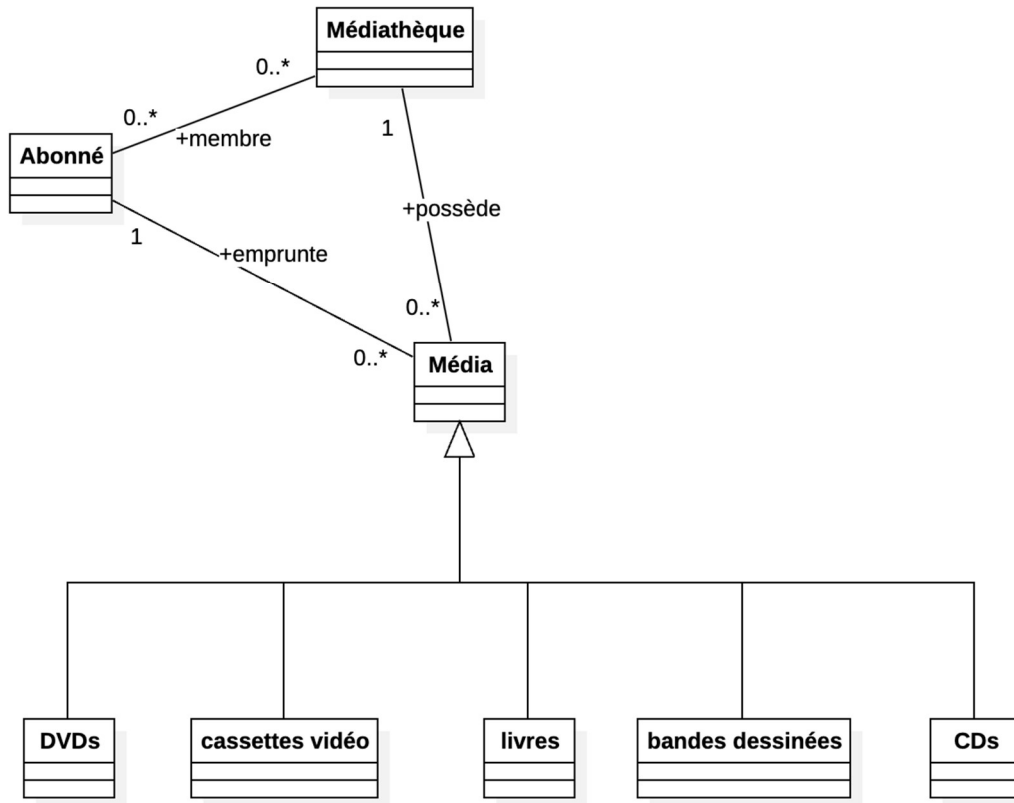 Médiathèque
0..*
0..*
+membre
1
Abonné
+possède
1
+emprunte
0..*
0..*
Média
DVDs
cassettes vidéo
livres
bandes dessinées
CDs